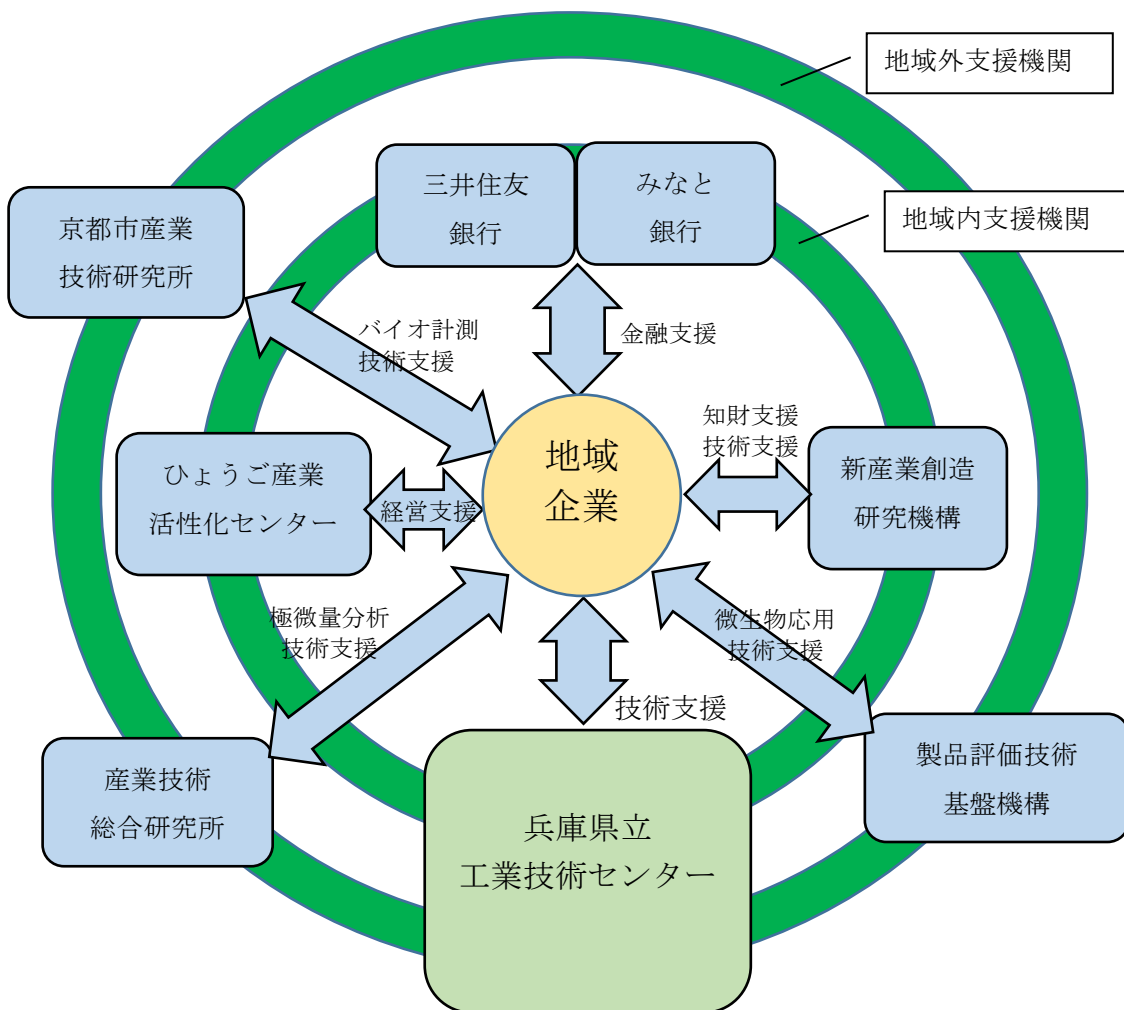 地域外支援機関
三井住友
銀行
みなと
銀行
地域内支援機関
京都市産業
技術研究所
バイオ計測
技術支援
金融支援
知財支援
技術支援
地域
企業
ひょうご産業
活性化センター
経営支援
新産業創造
研究機構
極微量分析
技術支援
微生物応用
技術支援
技術支援
産業技術
総合研究所
製品評価技術
基盤機構
兵庫県立
工業技術センター